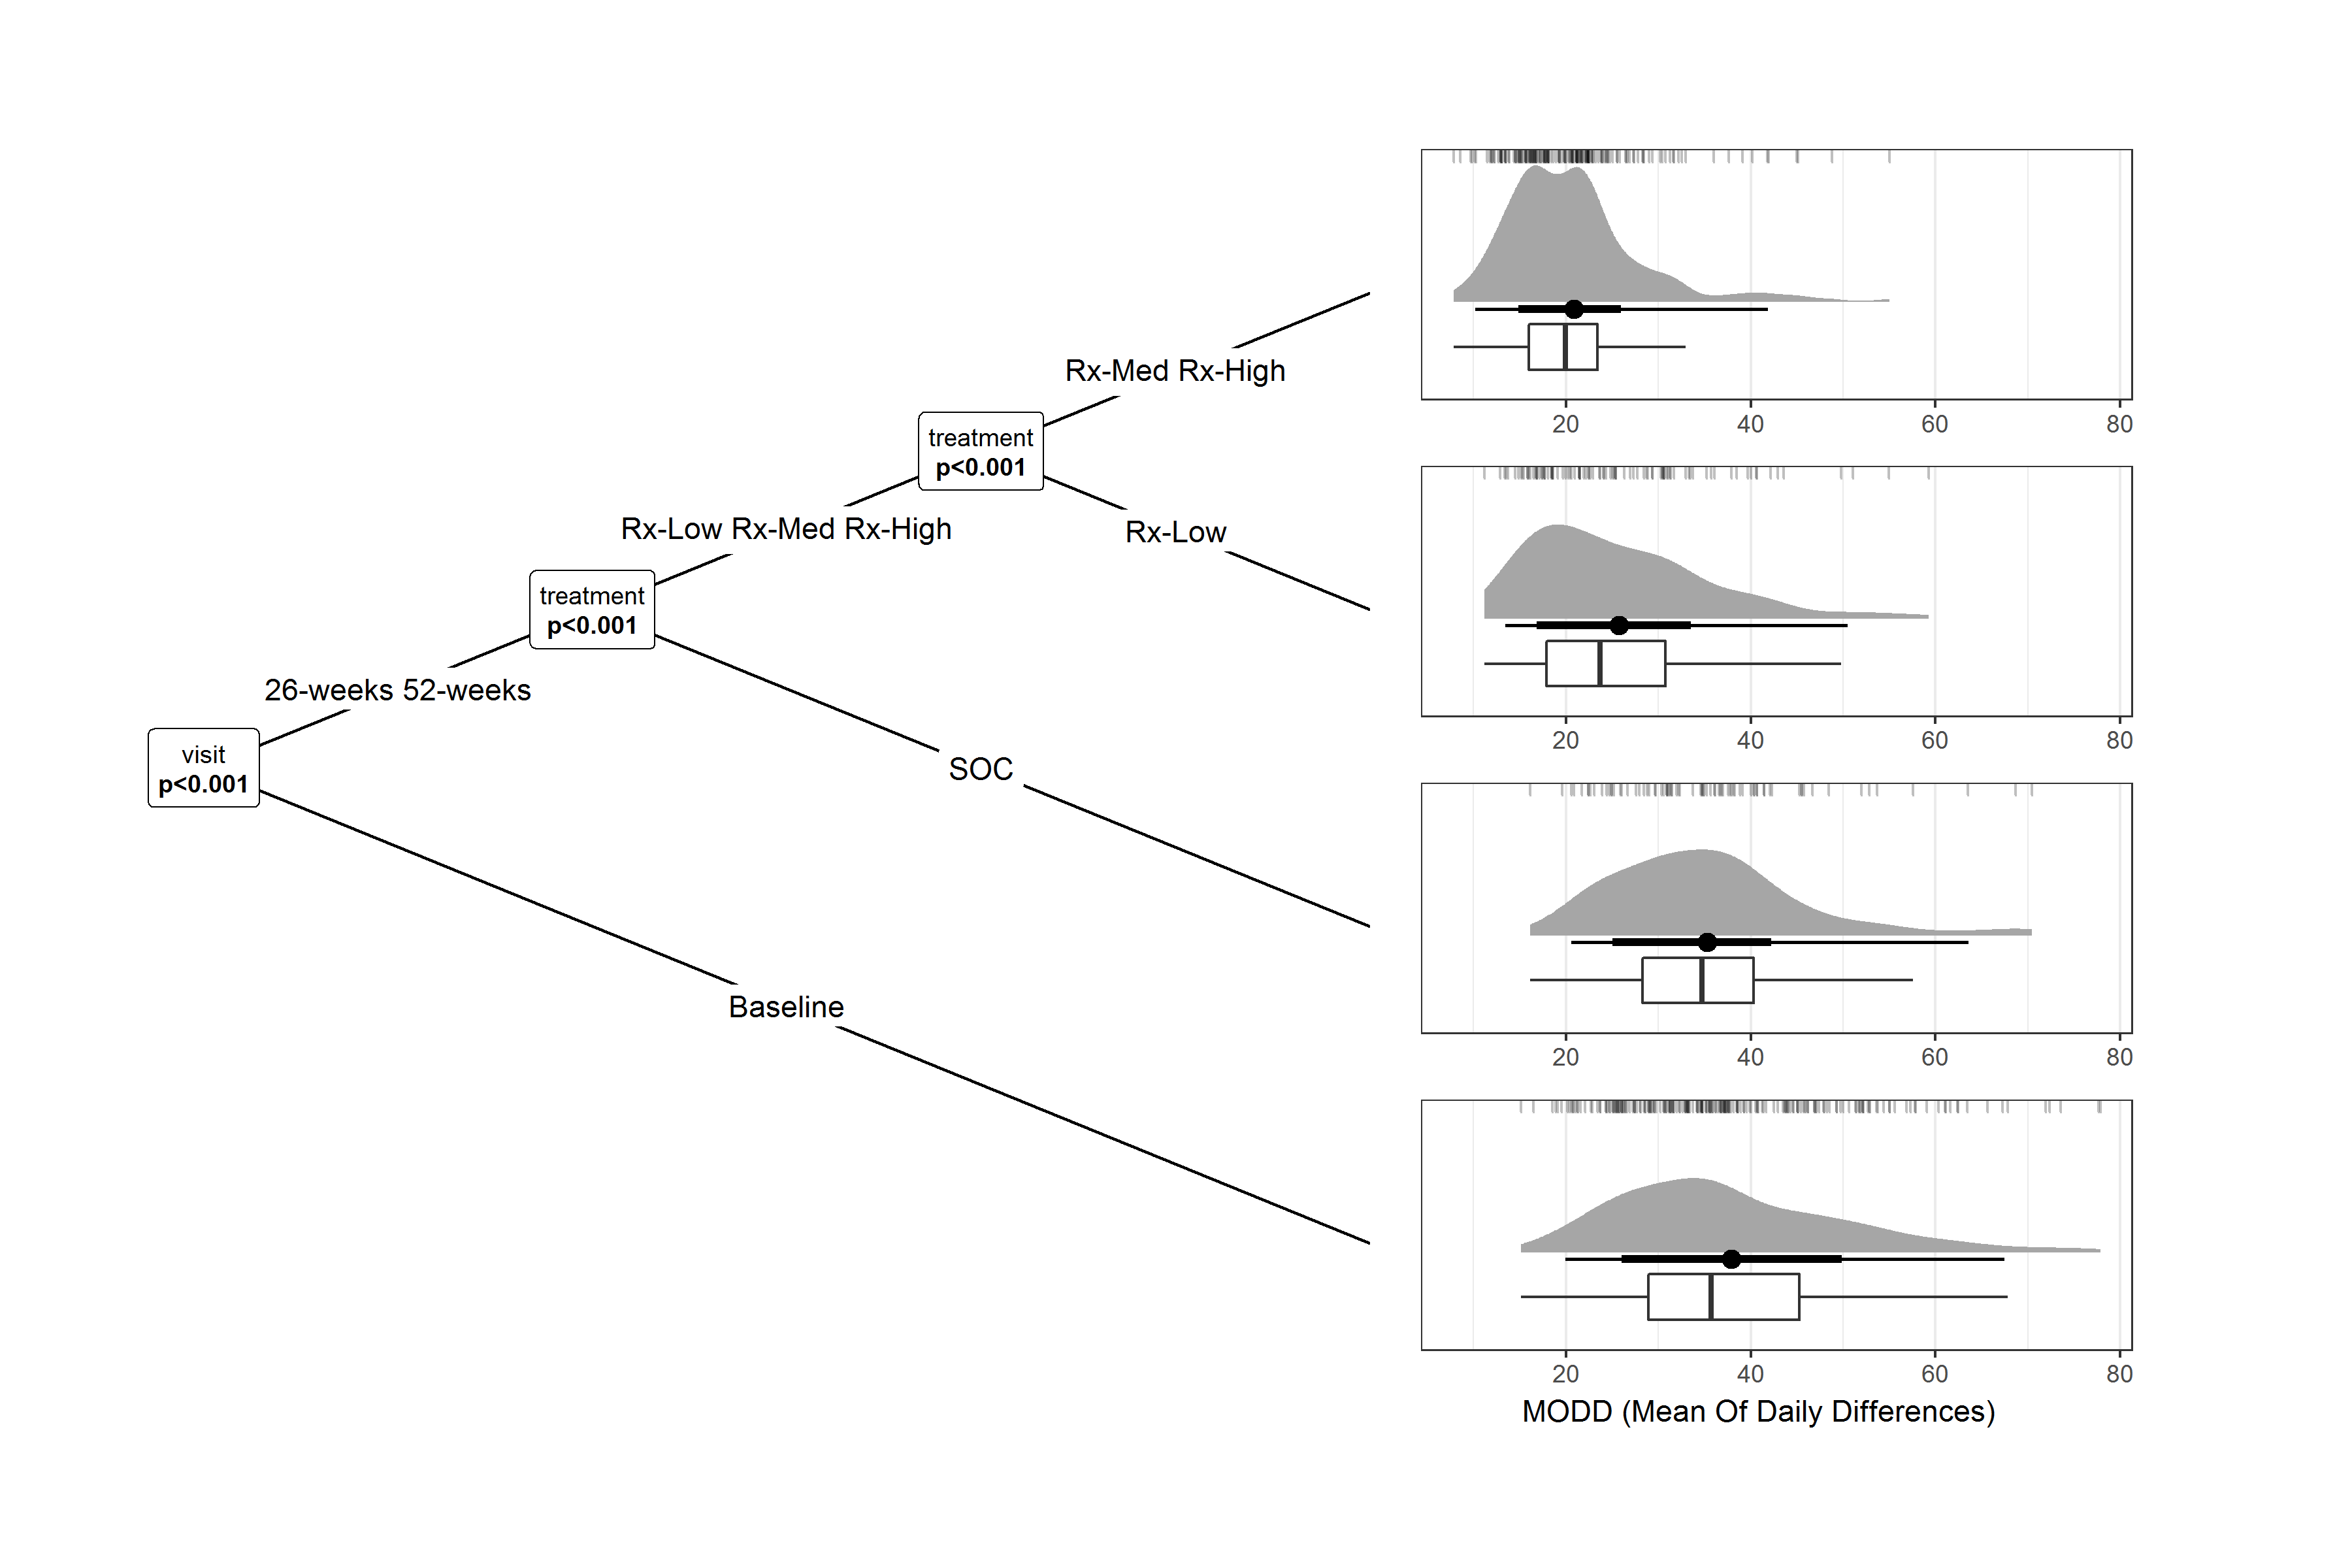 20 40 60 80
Rx-Med Rx-High
treatment
p<0.001
Rx-Low Rx-Med Rx-High
Rx-Low
20 40 60 80
treatment
p<0.001
26-weeks 52-weeks
visit
p<0.001
SOC
20 40 60 80
Baseline
20 40 60 80
MODD (Mean Of Daily Differences)